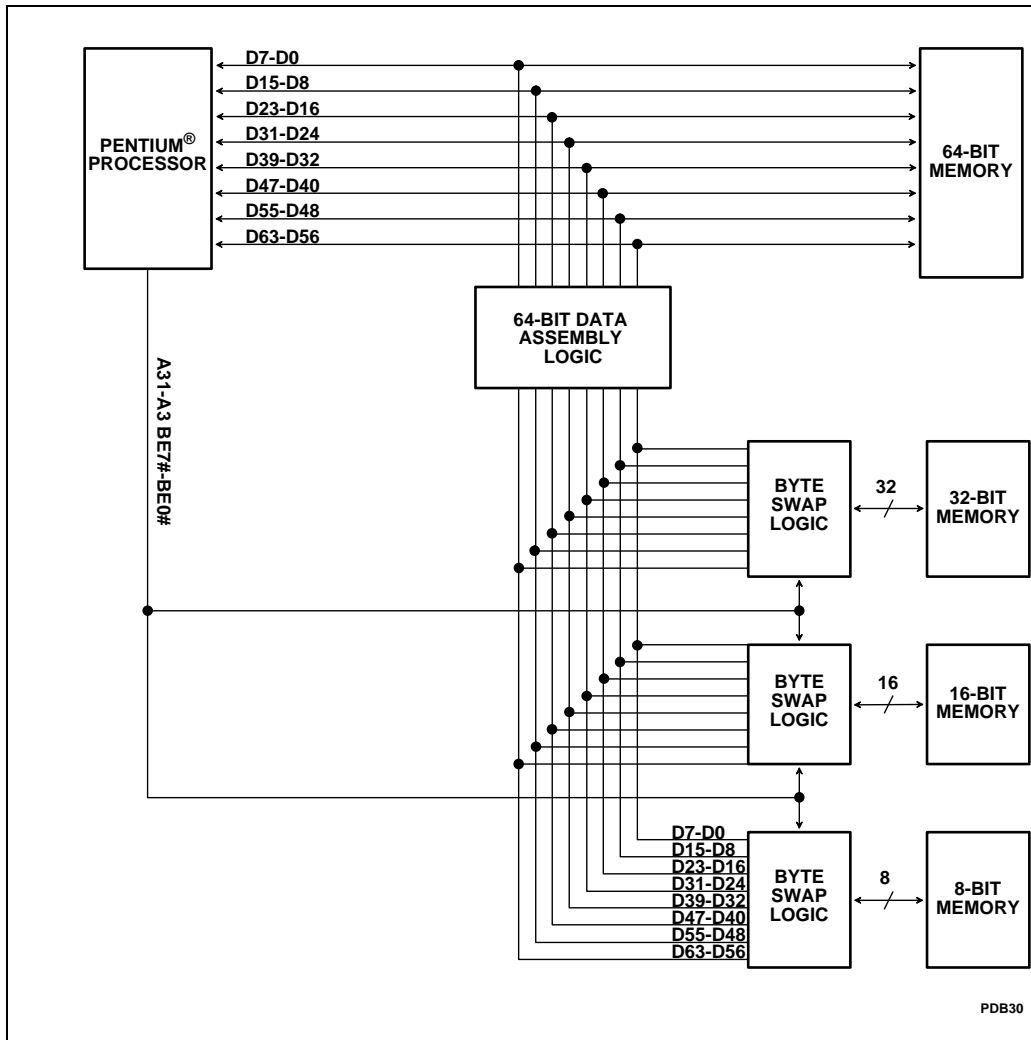 D7-D0
D15-D8
D23-D16
D31-D24
D39-D32
D47-D40
D55-D48
D63-D56
PENTIUM®
PROCESSOR
64-BIT
MEMORY
64-BIT DATA
ASSEMBLY
LOGIC
A31-A3 BE7#-BE0#
BYTE
SWAP
LOGIC
32
32-BIT
MEMORY
BYTE
SWAP
LOGIC
16
16-BIT
MEMORY
D7-D0
D15-D8
D23-D16
D31-D24
D39-D32
D47-D40
D55-D48
D63-D56
BYTE
SWAP
LOGIC
8
8-BIT
MEMORY
PDB30